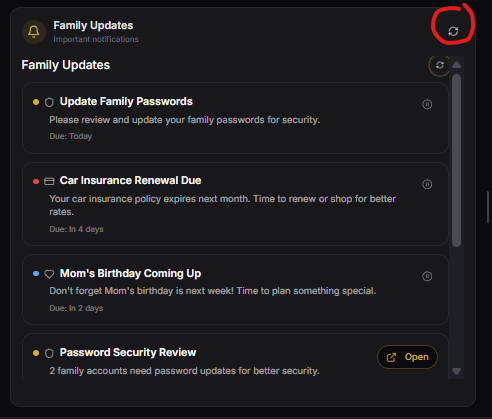 Family Updates
Important notifications
Family Updates
Update Family Passwords
Please review and update your family passwords for security.
Due: Today
Car Insurance Renewal Due
Your car insurance policy expires next month. Time to renew or shop for better
rates.
Due: In 4 days
Mom's Birthday Coming Up
Don't forget Mom's birthday is next week! Time to plan something special.
Due: In 2 days
Password Security Review
Open
2 family accounts need password updates for better security.